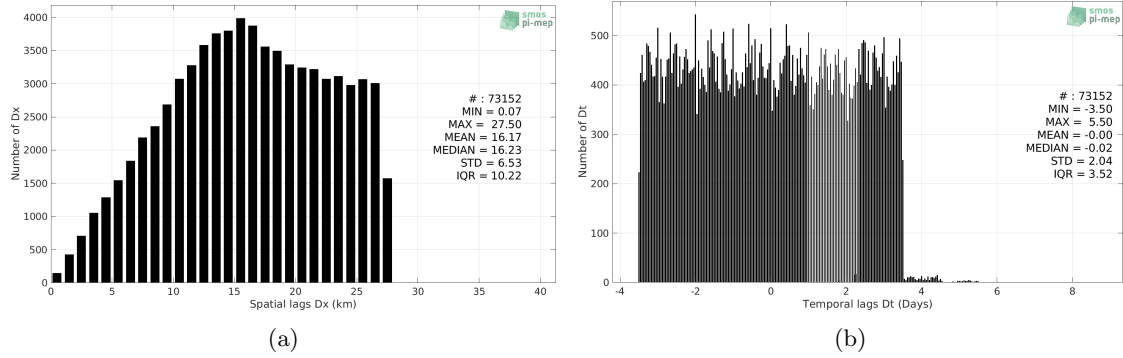 smos
pi-mep
4000
3500
3000
2500
2000
1500
1000
500
0
Number of Dx
# : 73152
MIN = 0.07
MAX = 27.50
MEAN = 16.17
MEDIAN = 16.23
STD = 6.53
IQR = 10.22
0 5 10 15 20 25 30 35 40
Spatial lags Dx (km)
(a)
smos
pi-mep
500
400
300
200
100
0
Number of Dt
# : 73152
MIN = -3.50
MAX = 5.50
MEAN = -0.00
MEDIAN = -0.02
STD = 2.04
IQR = 3.52
-4 -2 0 2 4 6 8
Temporal lags Dt (Days)
(b)